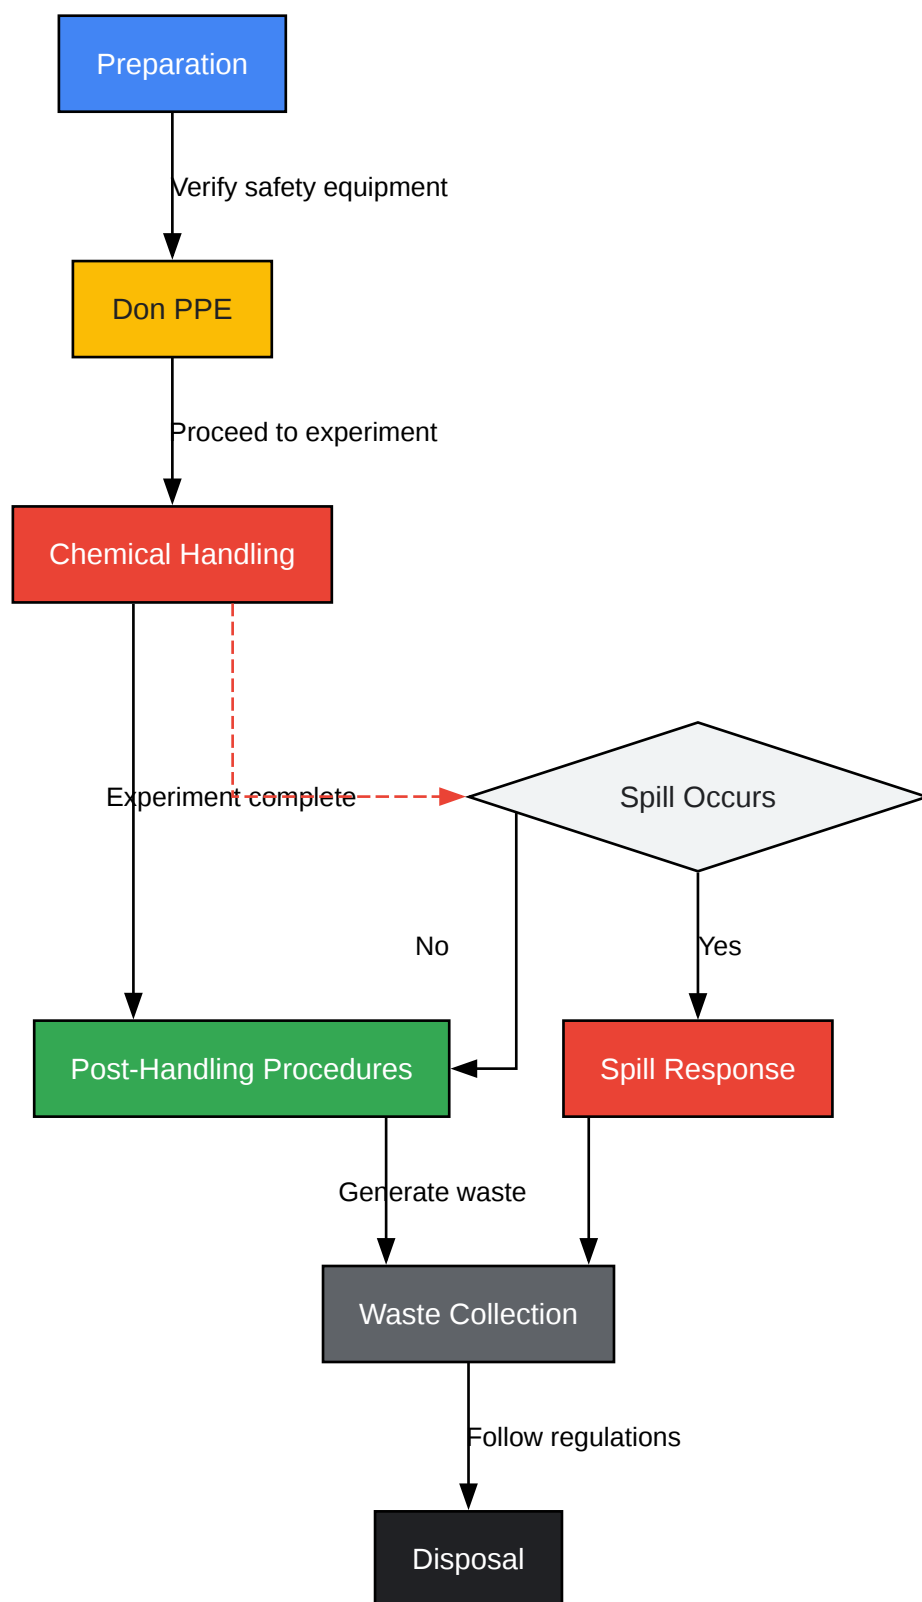 Preparation
Verify safety equipment
Don PPE
Proceed to experiment
Chemical Handling
Experiment complete
Spill Occurs
No
Yes
Post-Handling Procedures
Spill Response
Generate waste
Waste Collection
Follow regulations
Disposal